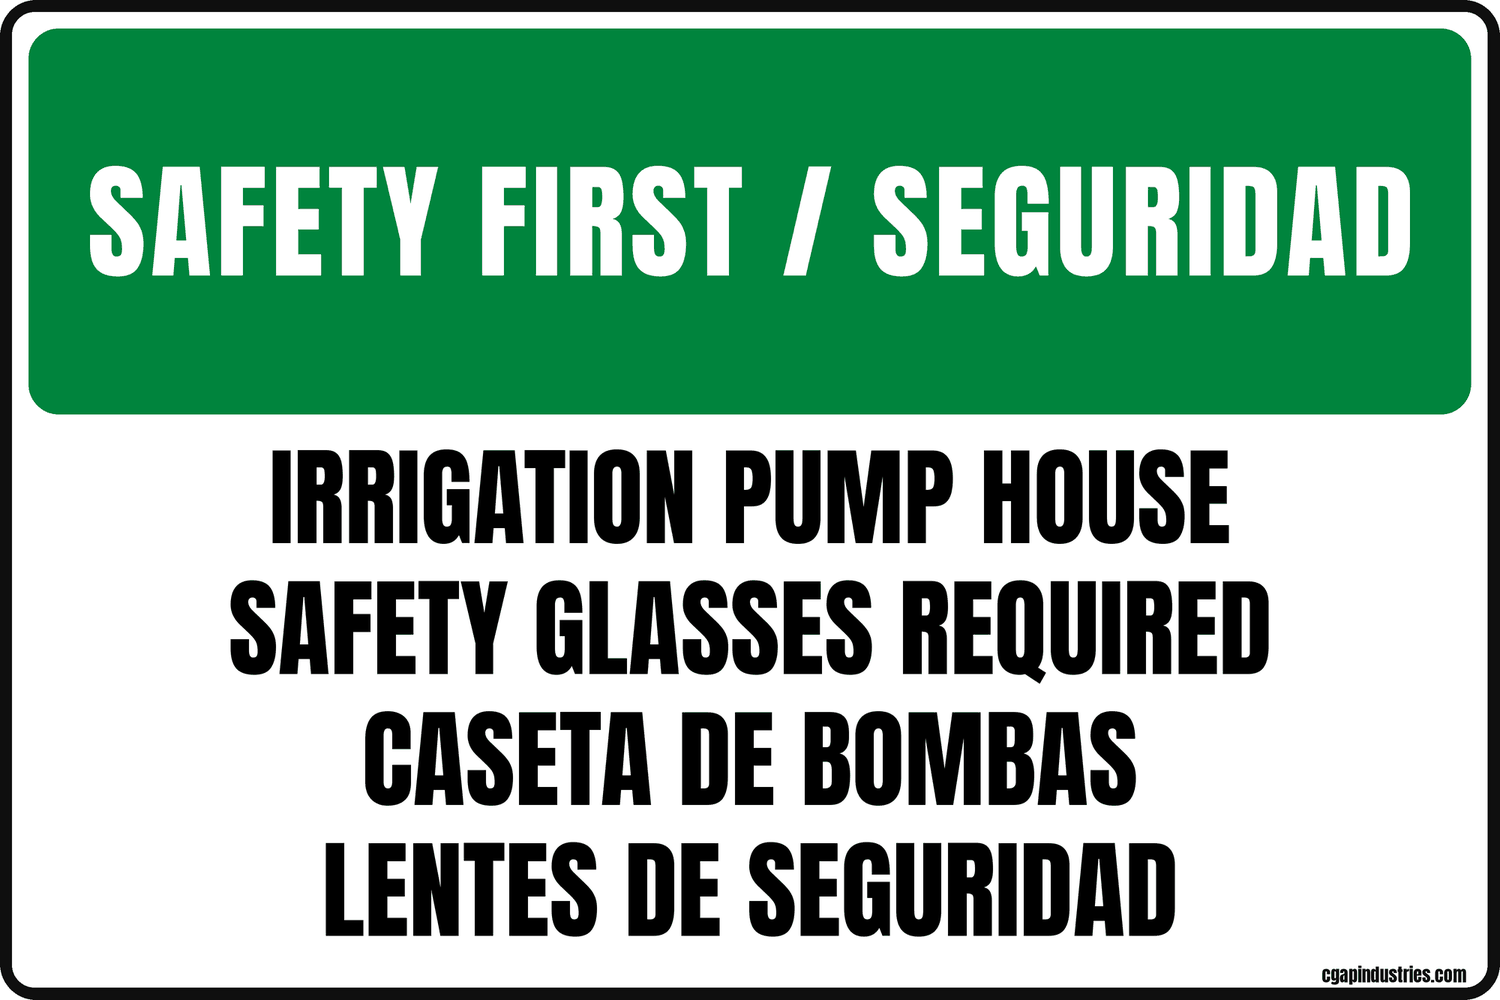 SAFETY FIRST / SEGURIDAD
IRRIGATION PUMP HOUSE
SAFETY GLASSES REQUIRED
CASETA DE BOMBAS
LENTES DE SEGURIDAD
cgapindustries.com